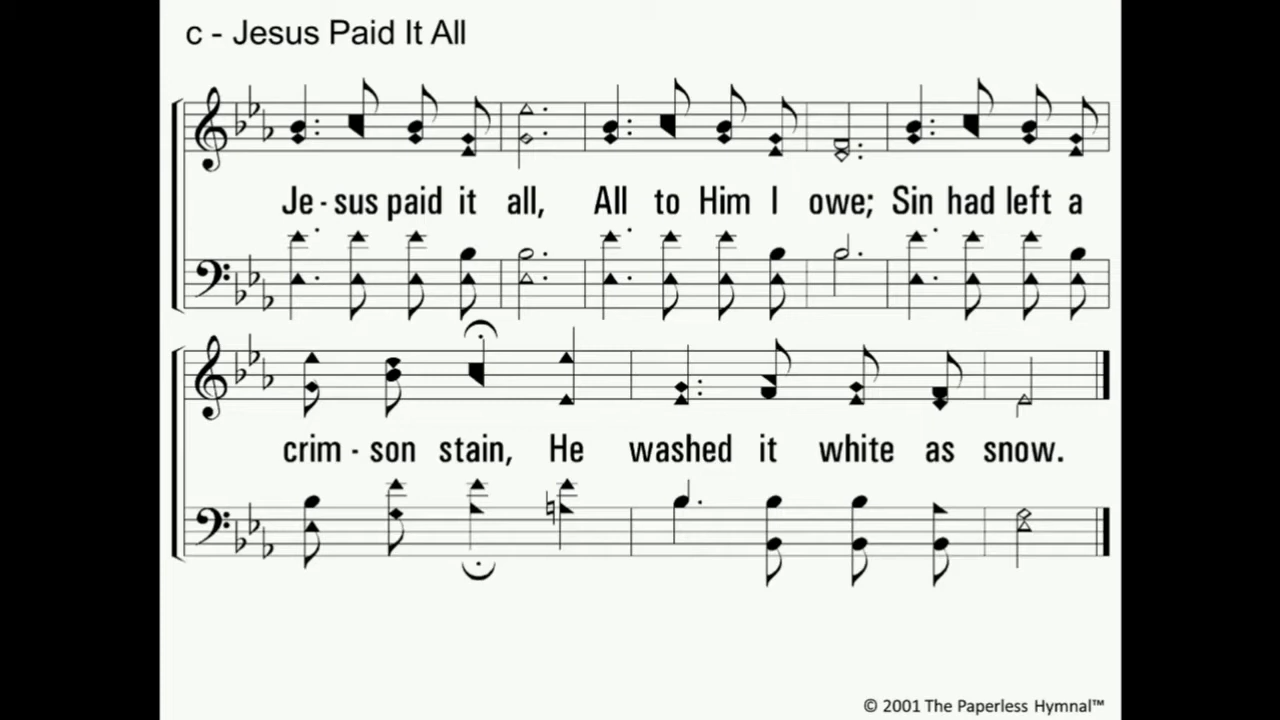 c - Jesus Paid It All
Je - sus paid it all, All to Him I owe; Sin had left a
crim - son stain, He washed it white as snow.
© 2001 The Paperless Hymnal™